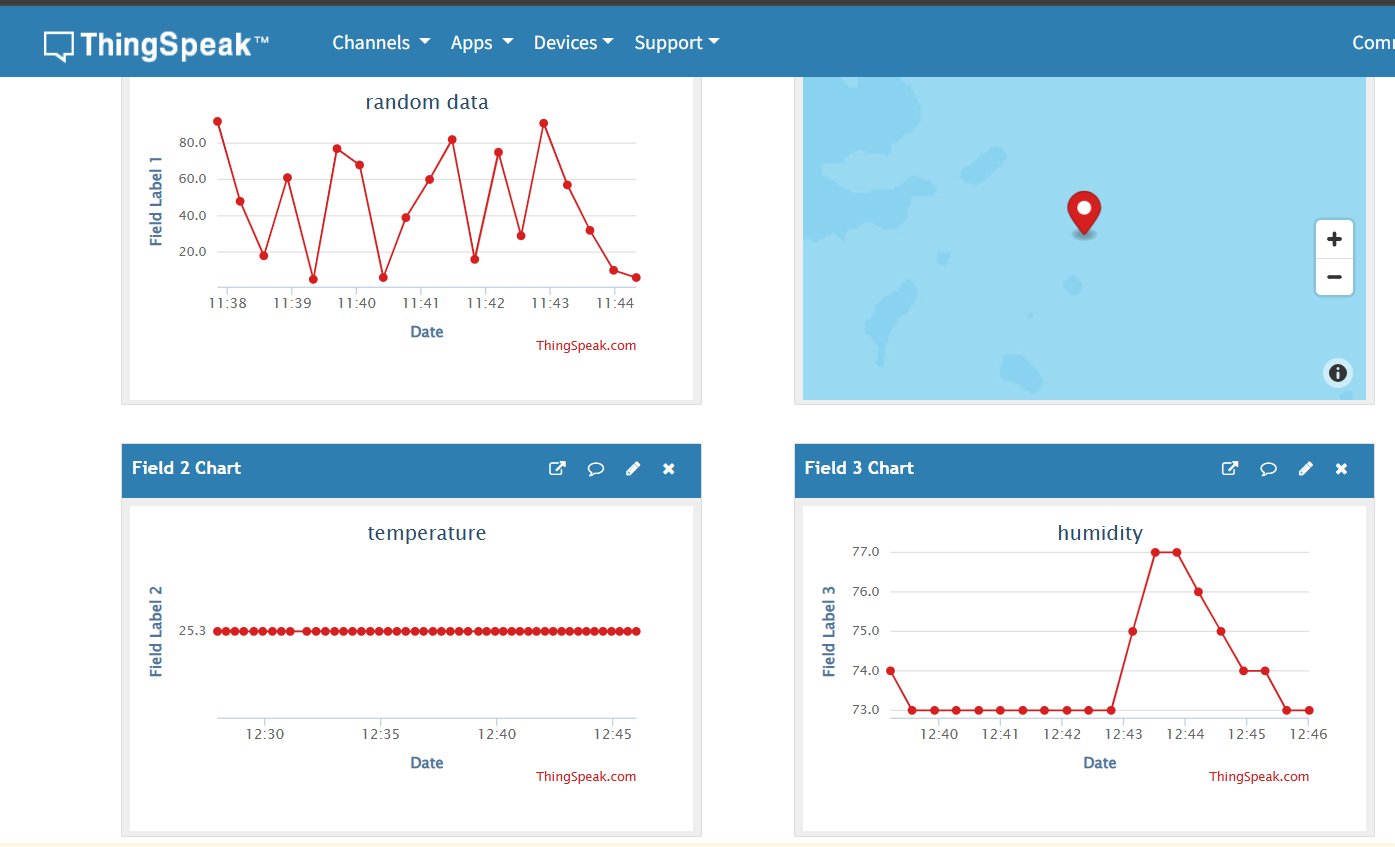 ThingSpeak™ Channels Apps Devices Support
random data
Field Label 1
80.0
60.0
40.0
20.0
11:38 11:39 11:40 11:41 11:42 11:43 11:44
Date
ThingSpeak.com
Field 2 Chart
temperature
Field Label 2
25.3
12:30 12:35 12:40 12:45
Date
ThingSpeak.com
Field 3 Chart
humidity
Field Label 3
77.0
76.0
75.0
74.0
73.0
12:40 12:41 12:42 12:43 12:44 12:45 12:46
Date
ThingSpeak.com